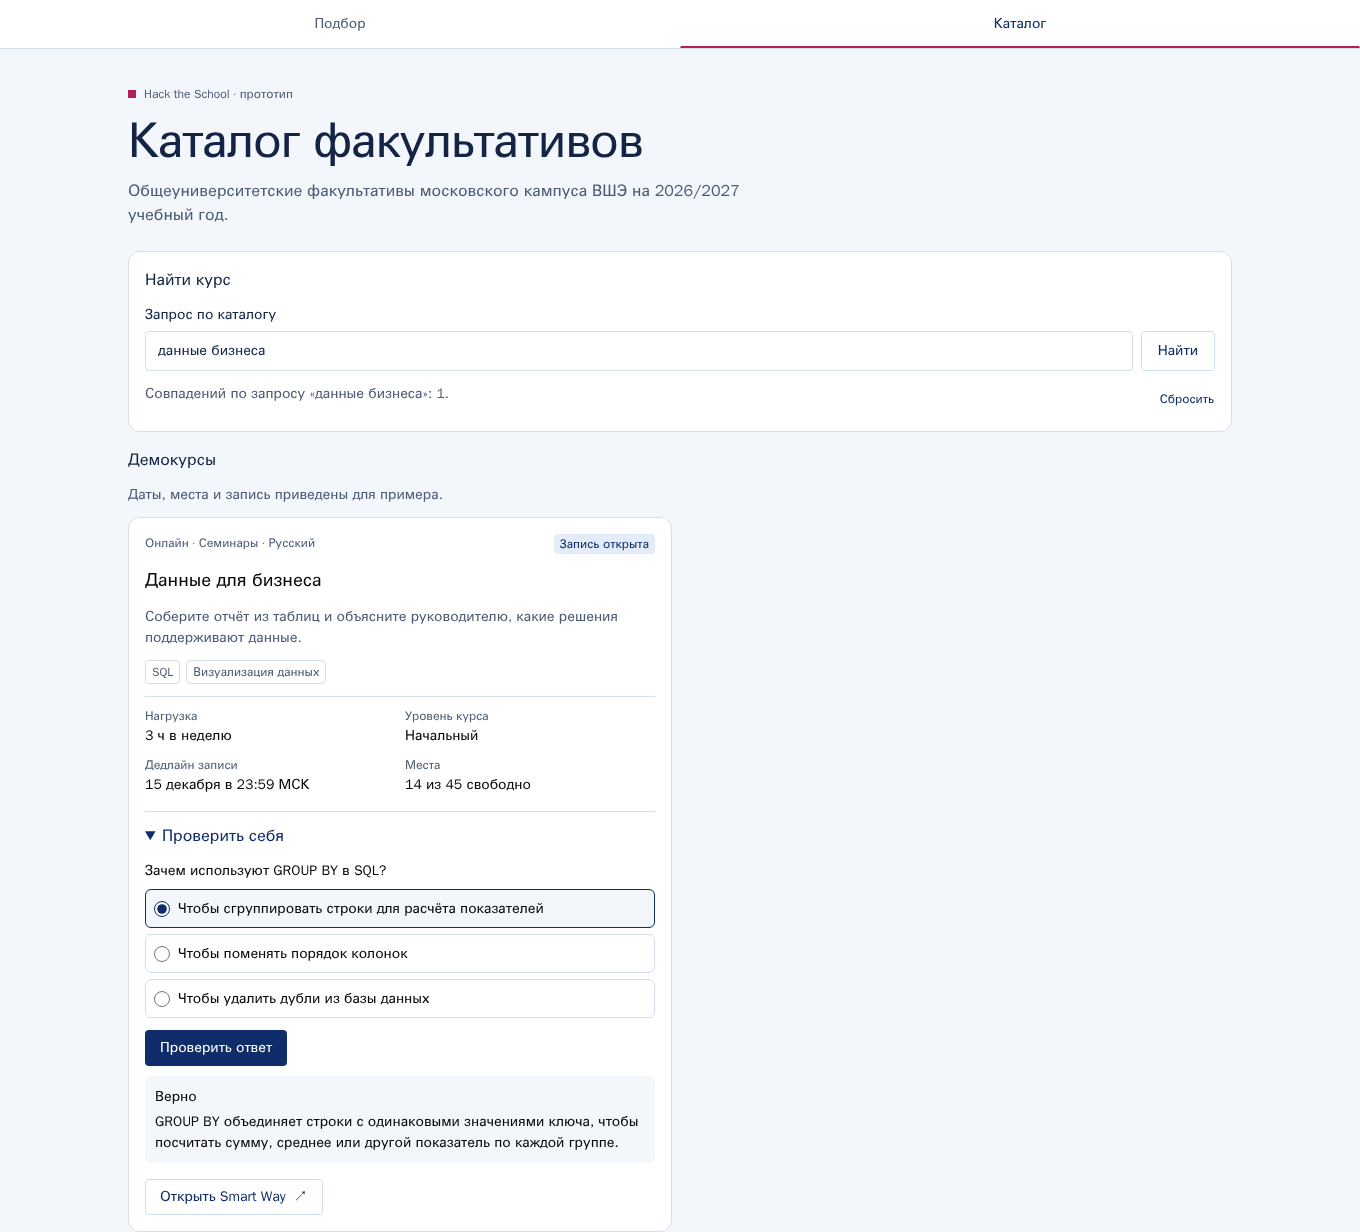 Подбор
Каталог
Hack the School · прототип
Каталог факультативов
Общеуниверситетские факультативы московского кампуса ВШЭ на 2026/2027
учебный год.
Найти курс
Запрос по каталогу
данные бизнеса
Найти
Совпадений по запросу «данные бизнеса»: 1.
Сбросить
Демокурсы
Даты, места и запись приведены для примера.
Онлайн · Семинары · Русский
Запись открыта
Данные для бизнеса
Соберите отчёт из таблиц и объясните руководителю, какие решения
поддерживают данные.
SQL
Визуализация данных
Нагрузка
Уровень курса
3 ч в неделю
Начальный
Дедлайн записи
Места
15 декабря в 23:59 МСК
14 из 45 свободно
▼ Проверить себя
Зачем используют GROUP BY в SQL?
Чтобы сгруппировать строки для расчёта показателей
Чтобы поменять порядок колонок
Чтобы удалить дубли из базы данных
Проверить ответ
Верно
GROUP BY объединяет строки с одинаковыми значениями ключа, чтобы
посчитать сумму, среднее или другой показатель по каждой группе.
Открыть Smart Way ↗